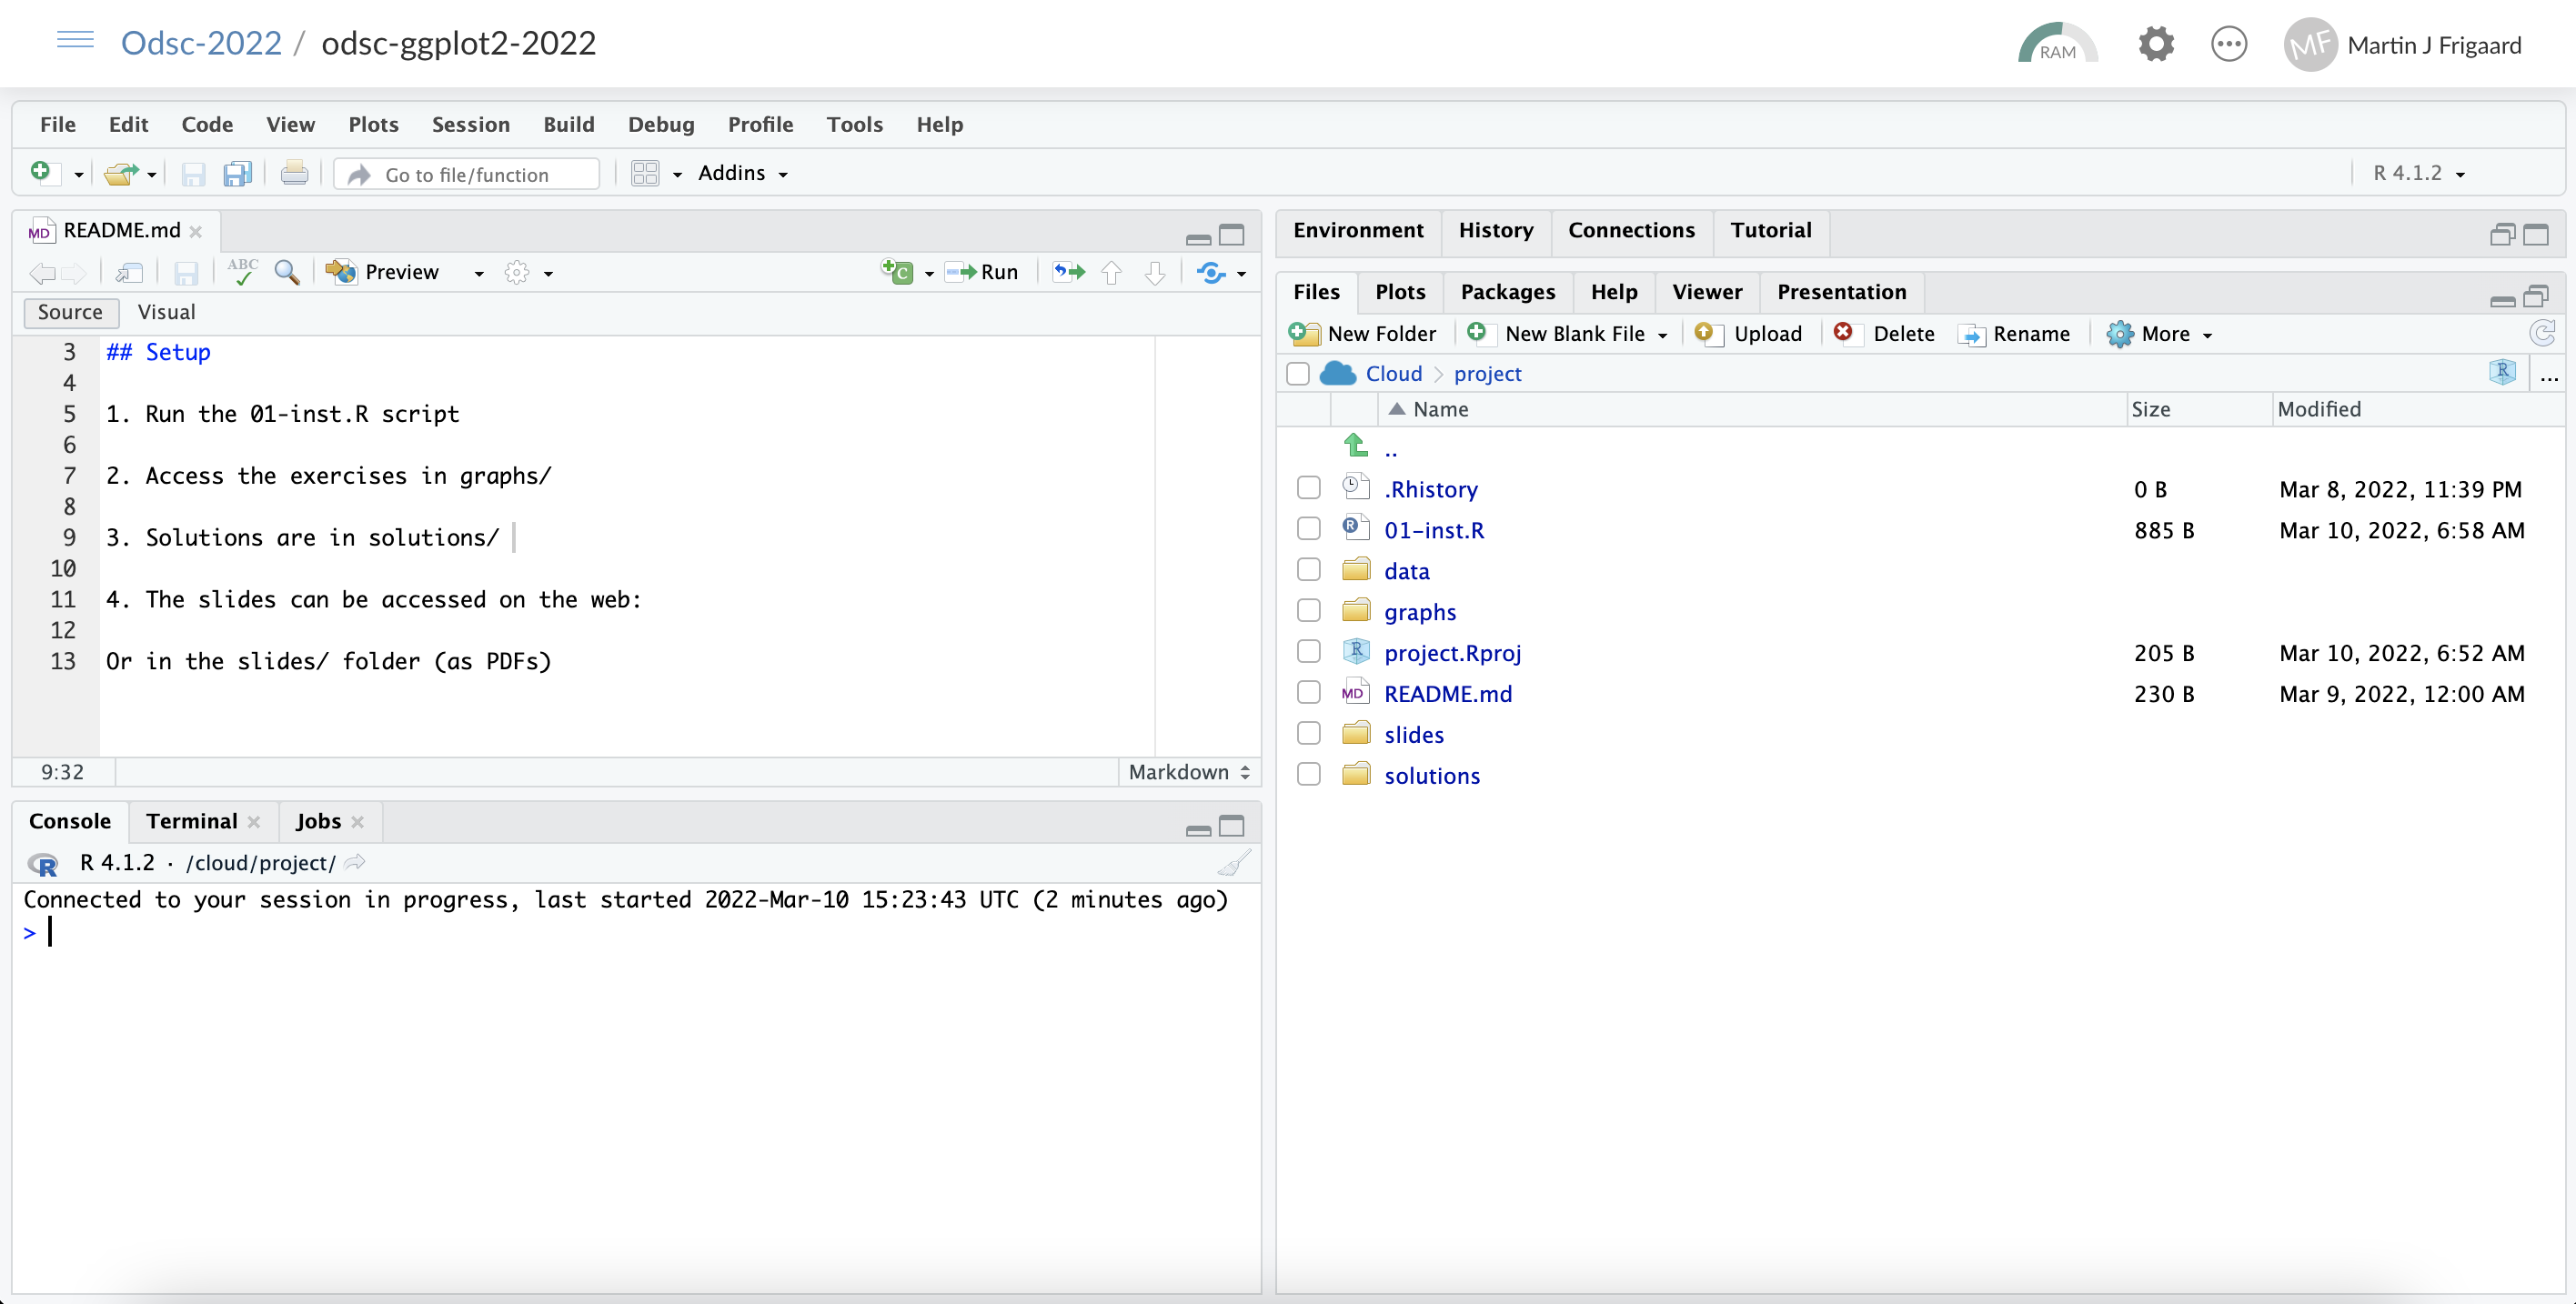 Odsc-2022 / odsc-ggplot2-2022
RAM
MF Martin J Frigaard
File Edit Code View Plots Session Build Debug Profile Tools Help
Go to file/function
Addins
R 4.1.2
MD README.md
ABC
Preview
C
Run
Source Visual
3 ## Setup
4
5 1. Run the 01-inst.R script
6
7 2. Access the exercises in graphs/
8
9 3. Solutions are in solutions/
10
11 4. The slides can be accessed on the web:
12
13 Or in the slides/ folder (as PDFs)
9:32
Markdown
Console Terminal Jobs
R R 4.1.2 · /cloud/project/
Connected to your session in progress, last started 2022-Mar-10 15:23:43 UTC (2 minutes ago)
>
Environment History Connections Tutorial
Files Plots Packages Help Viewer Presentation
New Folder New Blank File Upload Delete Rename More
Cloud > project
R ...
Name Size Modified
..
.Rhistory 0 B Mar 8, 2022, 11:39 PM
R 01-inst.R 885 B Mar 10, 2022, 6:58 AM
data
graphs
R project.Rproj 205 B Mar 10, 2022, 6:52 AM
MD README.md 230 B Mar 9, 2022, 12:00 AM
slides
solutions